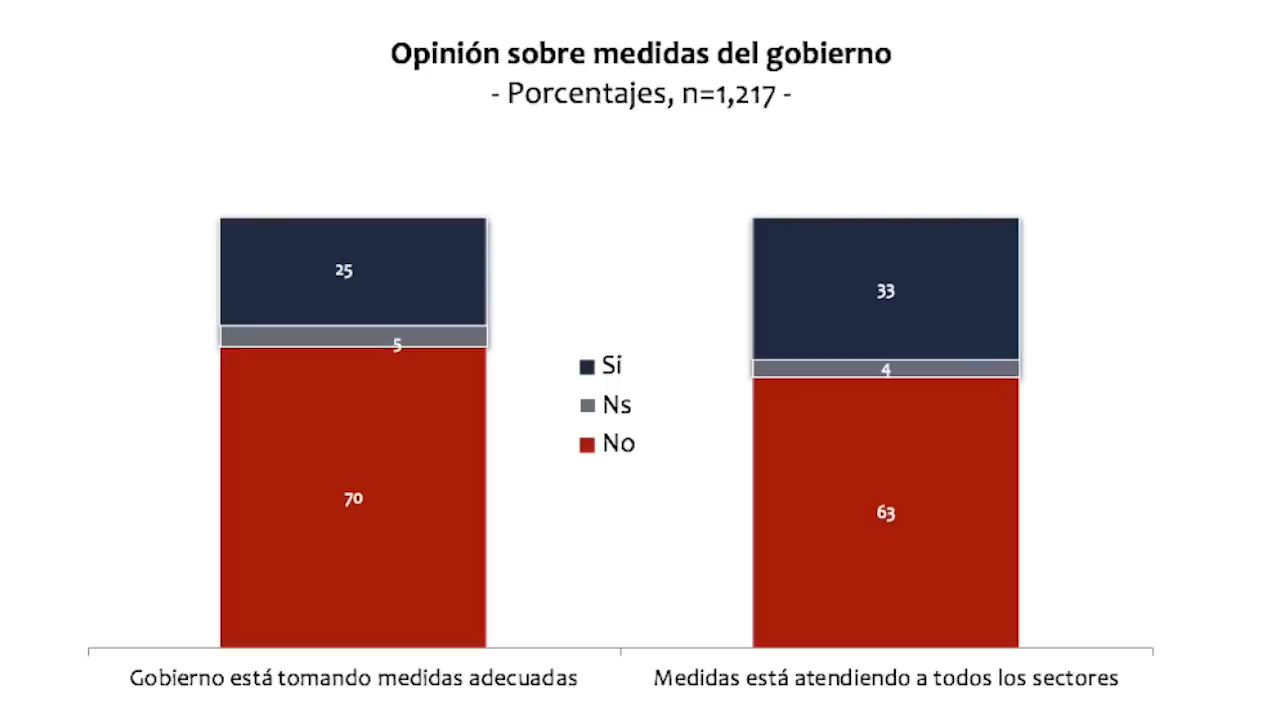 Opinión sobre medidas del gobierno
- Porcentajes, n=1,217 -
25
33
5
4
Si
Ns
No
70
63
Gobierno está tomando medidas adecuadas
Medidas está atendiendo a todos los sectores